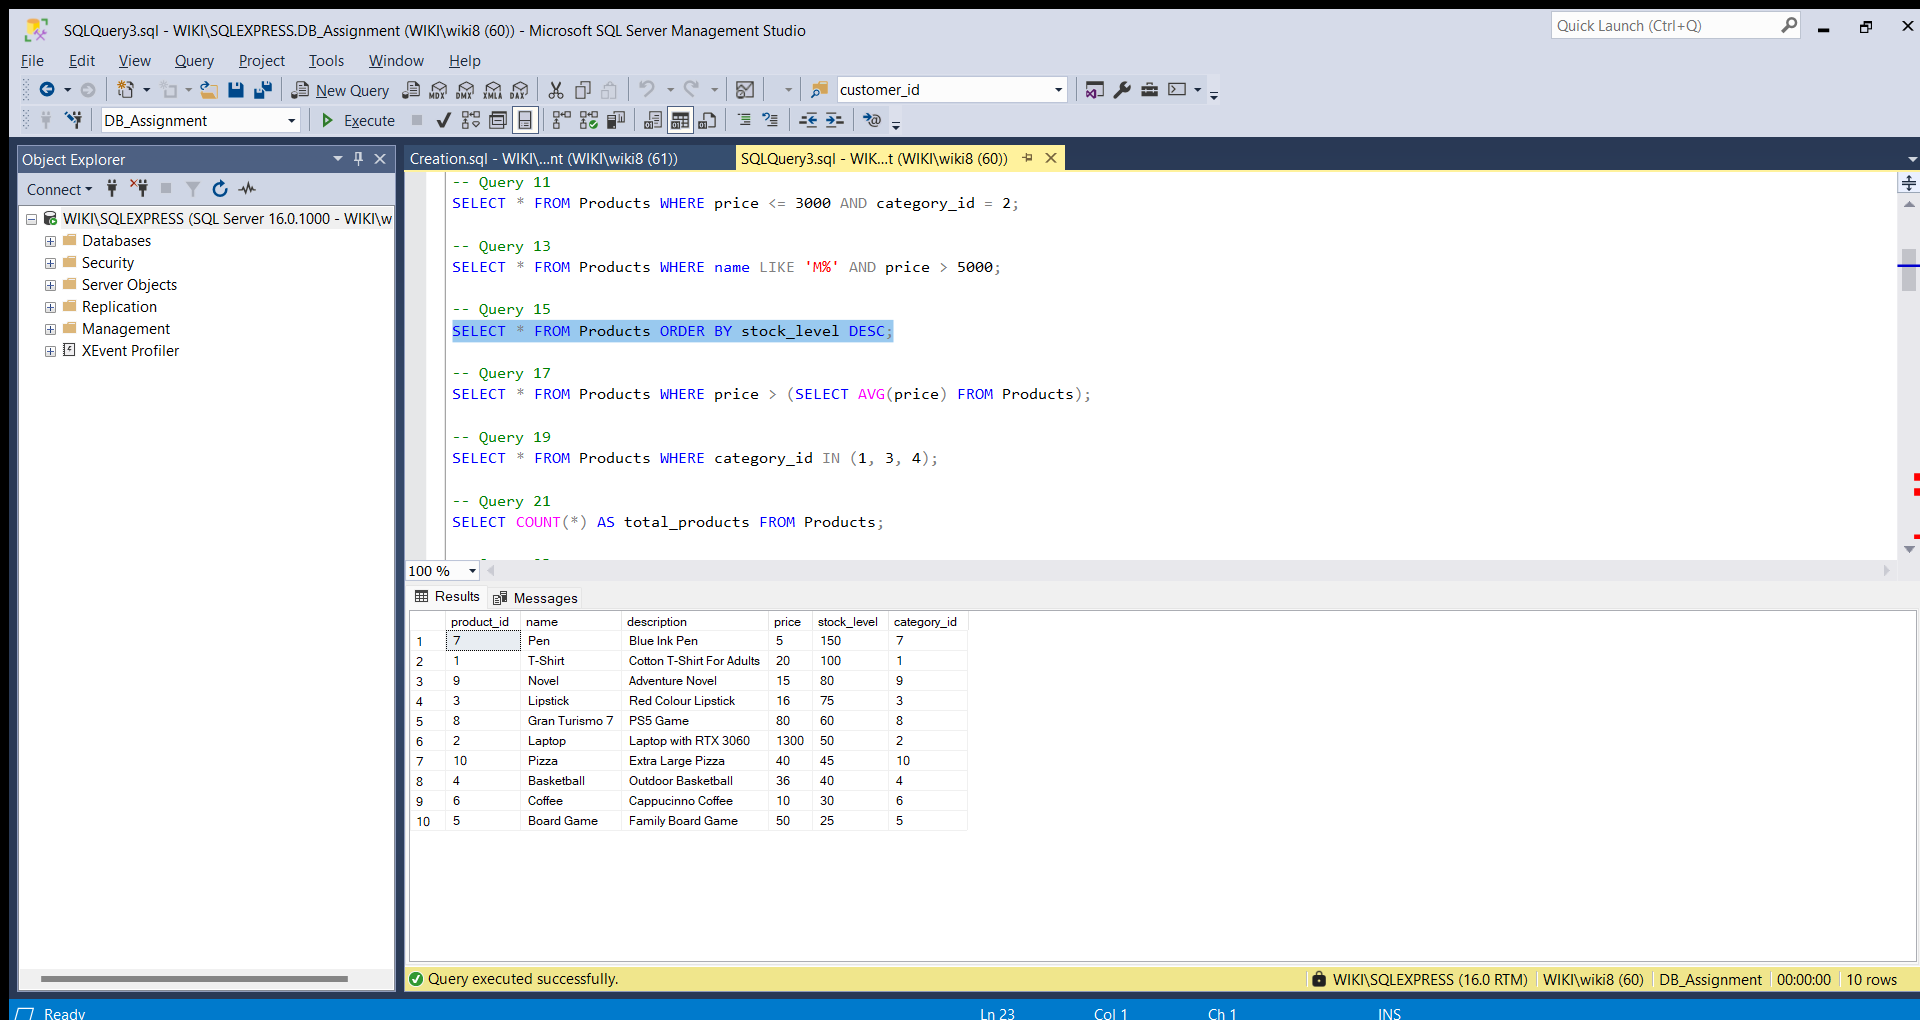 SQLQuery3.sql - WIKI\SQLEXPRESS.DB_Assignment (WIKI\wiki8 (60)) - Microsoft SQL Server Management Studio
Quick Launch (Ctrl+Q)
File Edit View Query Project Tools Window Help
New Query MDX DMX XMLA DAX customer_id
DB_Assignment Execute
Object Explorer
Connect
WIKI\SQLEXPRESS (SQL Server 16.0.1000 - WIKI\w
Databases
Security
Server Objects
Replication
Management
XEvent Profiler
Creation.sql - WIKI\...nt (WIKI\wiki8 (61)) SQLQuery3.sql - WIK...t (WIKI\wiki8 (60))
-- Query 11
SELECT * FROM Products WHERE price <= 3000 AND category_id = 2;
-- Query 13
SELECT * FROM Products WHERE name LIKE 'M%' AND price > 5000;
-- Query 15
SELECT * FROM Products ORDER BY stock_level DESC;
-- Query 17
SELECT * FROM Products WHERE price > (SELECT AVG(price) FROM Products);
-- Query 19
SELECT * FROM Products WHERE category_id IN (1, 3, 4);
-- Query 21
SELECT COUNT(*) AS total_products FROM Products;
100 %
Results Messages
product_id name description price stock_level category_id
1 7 Pen Blue Ink Pen 5 150 7
2 1 T-Shirt Cotton T-Shirt For Adults 20 100 1
3 9 Novel Adventure Novel 15 80 9
4 3 Lipstick Red Colour Lipstick 16 75 3
5 8 Gran Turismo 7 PS5 Game 80 60 8
6 2 Laptop Laptop with RTX 3060 1300 50 2
7 10 Pizza Extra Large Pizza 40 45 10
8 4 Basketball Outdoor Basketball 36 40 4
9 6 Coffee Cappucinno Coffee 10 30 6
10 5 Board Game Family Board Game 50 25 5
Query executed successfully. WIKI\SQLEXPRESS (16.0 RTM) WIKI\wiki8 (60) DB_Assignment 00:00:00 10 rows
Ready Ln 23 Col 1 Ch 1 INS